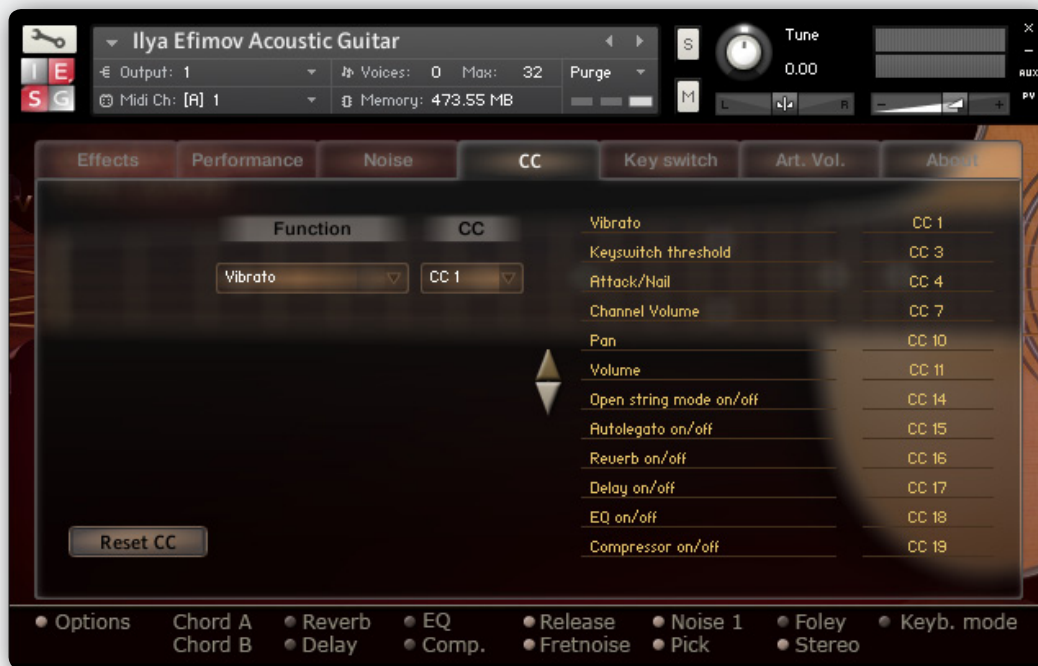 Ilya Efimov Acoustic Guitar
Output: 1
Voices: 0 Max: 32
Purge
Midi Ch: [A] 1
Memory: 473.55 MB
I E,
S G
S
M
Tune
0.00
L R
- +
×
-
AUX
PV
Effects Performance Noise CC Key switch Art. Vol. About
Function CC
Vibrato CC 1
Vibrato CC 1
Keyswitch threshold CC 3
Attack/Nail CC 4
Channel Volume CC 7
Pan CC 10
Volume CC 11
Open string mode on/off CC 14
Autolegato on/off CC 15
Reverb on/off CC 16
Delay on/off CC 17
EQ on/off CC 18
Compressor on/off CC 19
Reset CC
Options Chord A Reverb EQ Release Noise 1 Foley Keyb. mode
Chord B Delay Comp. Fretnoise Pick Stereo